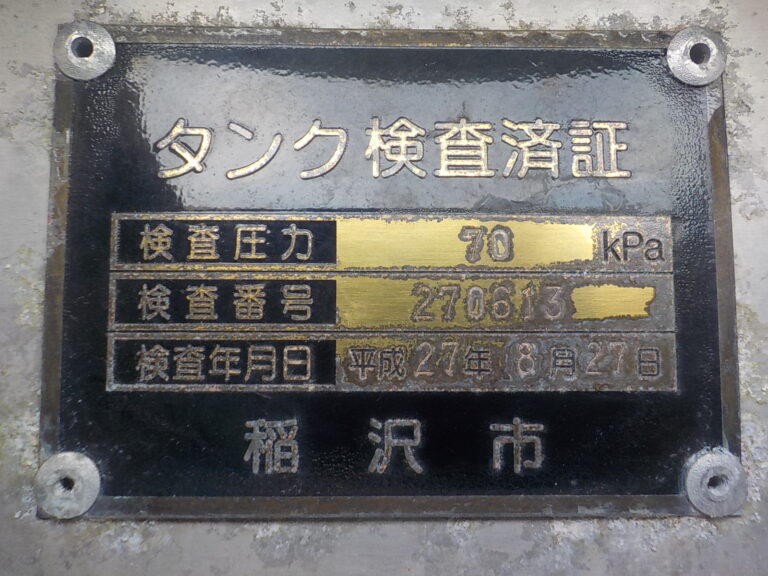 タンク検査済証
検査圧力 70 kPa
検査番号 270613
検査年月日 平成27年 8月27日
稲沢市